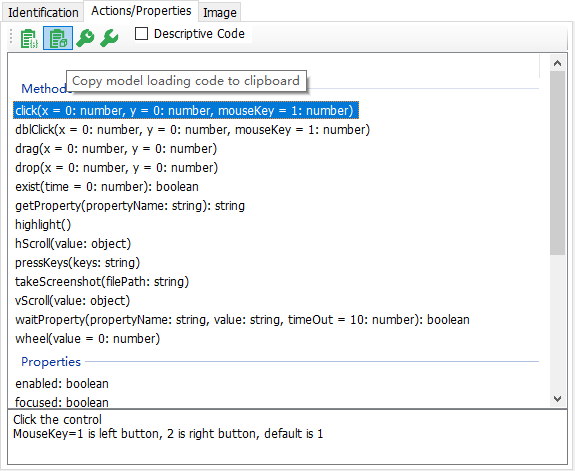 Identification Actions/Properties Image
Descriptive Code
Copy model loading code to clipboard
Methods
click(x = 0: number, y = 0: number, mouseKey = 1: number)
dblClick(x = 0: number, y = 0: number, mouseKey = 1: number)
drag(x = 0: number, y = 0: number)
drop(x = 0: number, y = 0: number)
exist(time = 0: number): boolean
getProperty(propertyName: string): string
highlight()
hScroll(value: object)
pressKeys(keys: string)
takeScreenshot(filePath: string)
vScroll(value: object)
waitProperty(propertyName: string, value: string, timeOut = 10: number): boolean
wheel(value = 0: number)
Properties
enabled: boolean
focused: boolean
Click the control
MouseKey=1 is left button, 2 is right button, default is 1